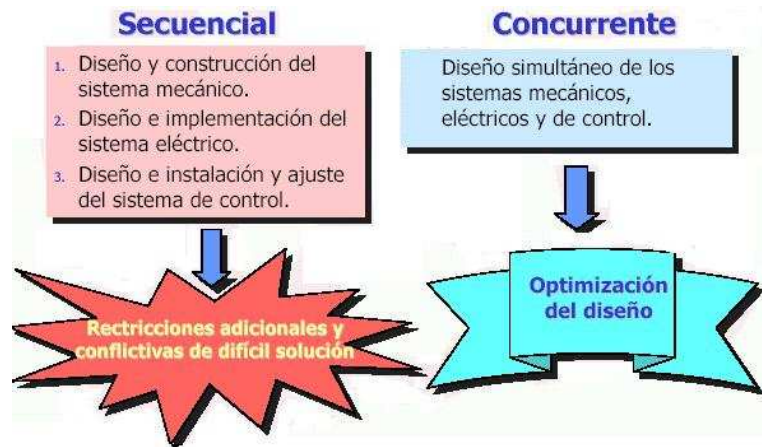 Secuencial
1. Diseño y construcción del
sistema mecánico.
2. Diseño e implementación del
sistema eléctrico.
3. Diseño e instalación y ajuste
del sistema de control.
Rectricciones adicionales y
conflictivas de difícil solución
Concurrente
Diseño simultáneo de los
sistemas mecánicos,
eléctricos y de control.
Optimización
del diseño